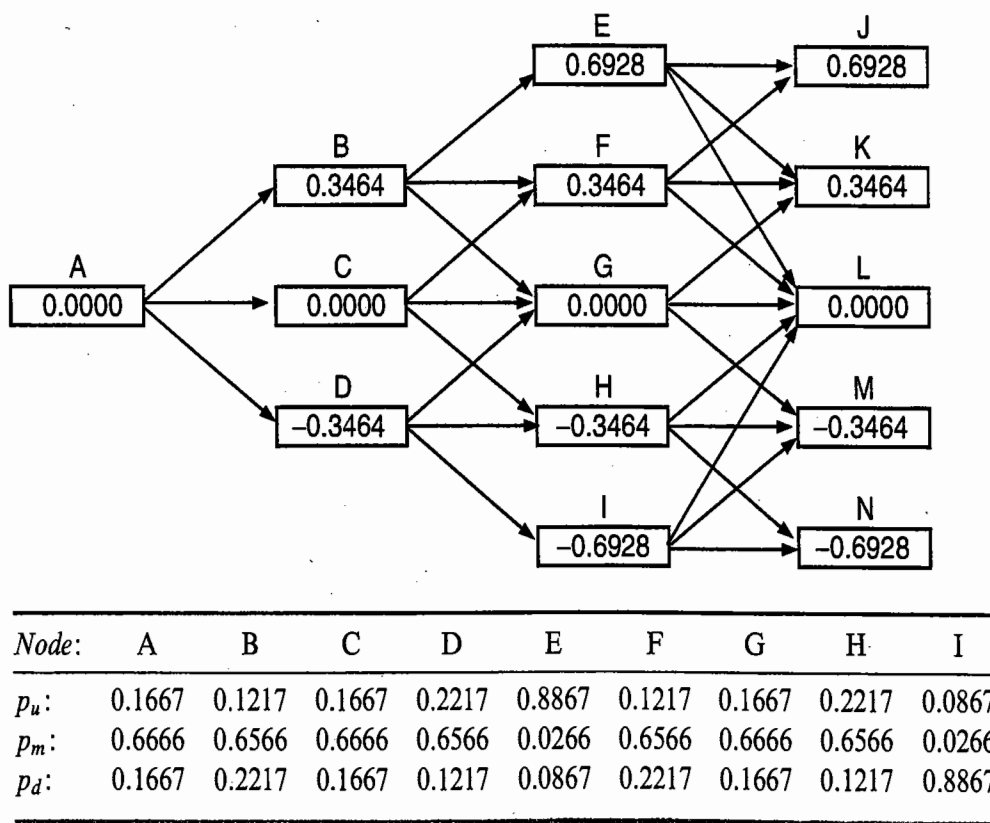 E J
0.6928 0.6928
B F K
0.3464 0.3464 0.3464
A C G L
0.0000 0.0000 0.0000 0.0000
D H M
−0.3464 −0.3464 −0.3464
I N
−0.6928 −0.6928
Node: A B C D E F G H I
pu: 0.1667 0.1217 0.1667 0.2217 0.8867 0.1217 0.1667 0.2217 0.0867
pm: 0.6666 0.6566 0.6666 0.6566 0.0266 0.6566 0.6666 0.6566 0.0266
pd: 0.1667 0.2217 0.1667 0.1217 0.0867 0.2217 0.1667 0.1217 0.8867